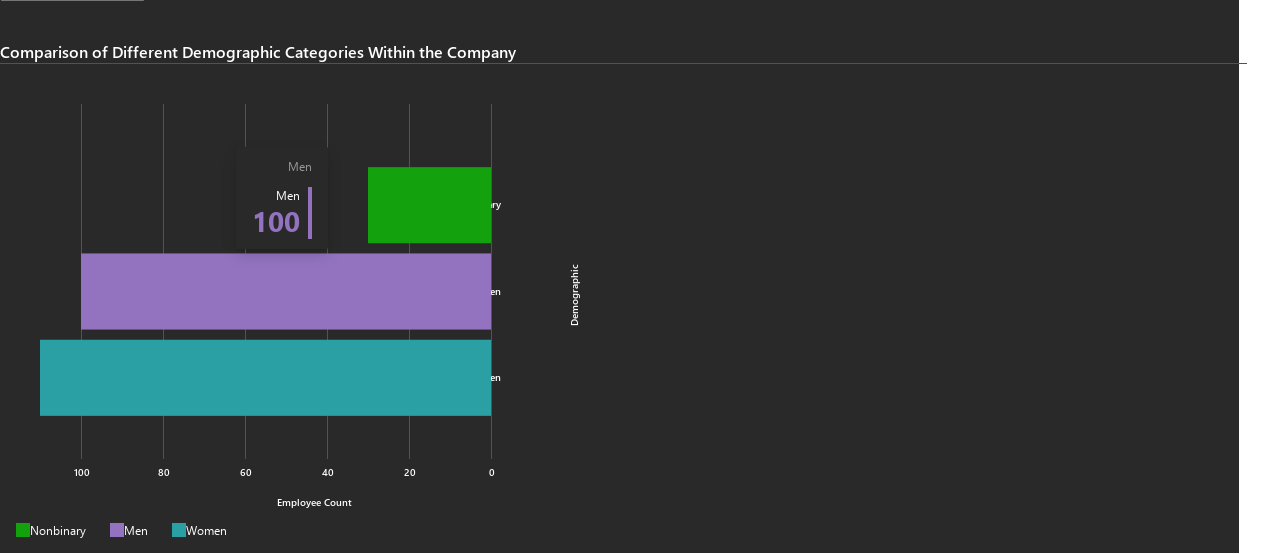 Comparison of Different Demographic Categories Within the Company
Men
Men
100
ry
en
en
Demographic
100 80 60 40 20 0
Employee Count
Nonbinary Men Women